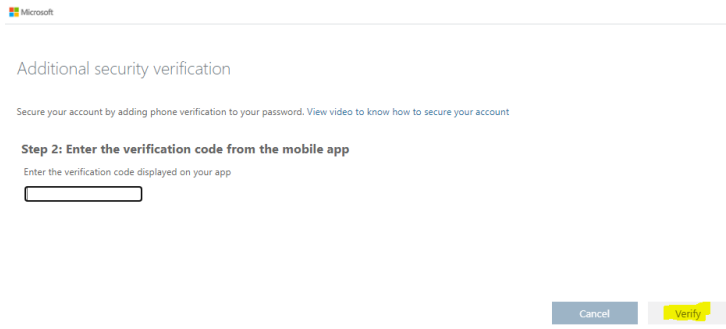 Microsoft
Additional security verification
Secure your account by adding phone verification to your password. View video to know how to secure your account
Step 2: Enter the verification code from the mobile app
Enter the verification code displayed on your app
Cancel Verify